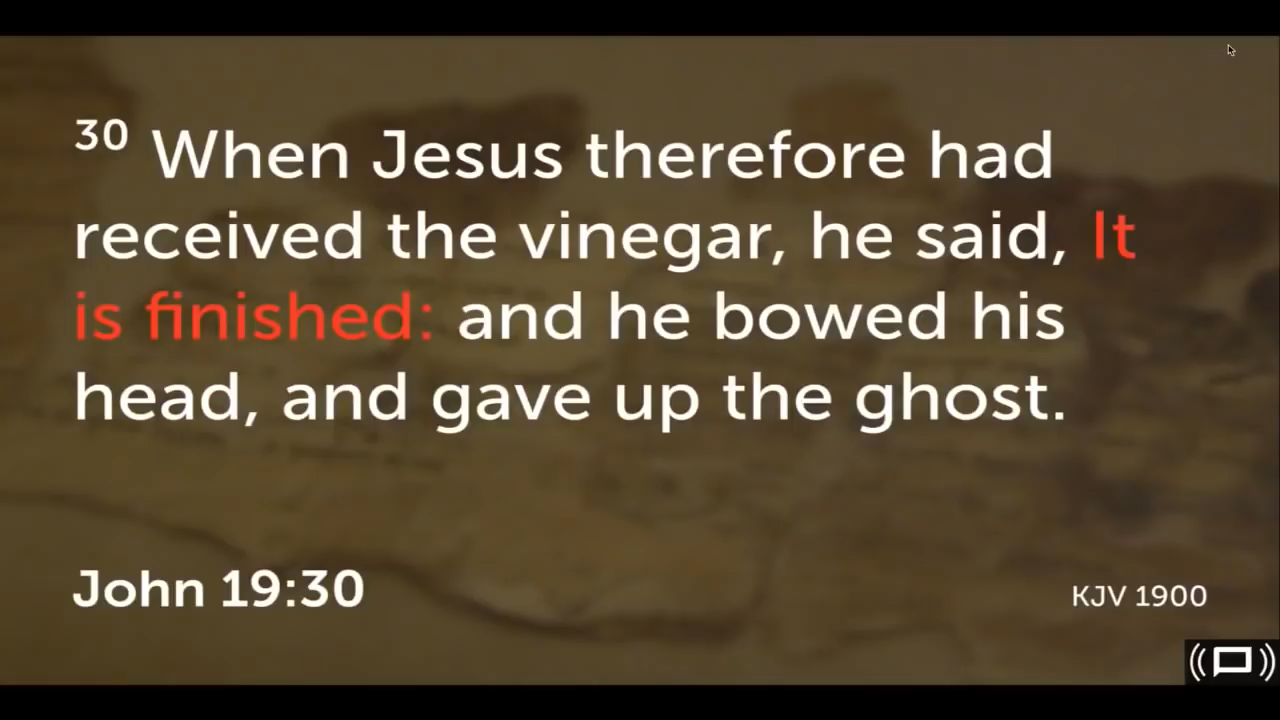 30 When Jesus therefore had
received the vinegar, he said, It
is finished: and he bowed his
head, and gave up the ghost.
John 19:30
KJV 1900